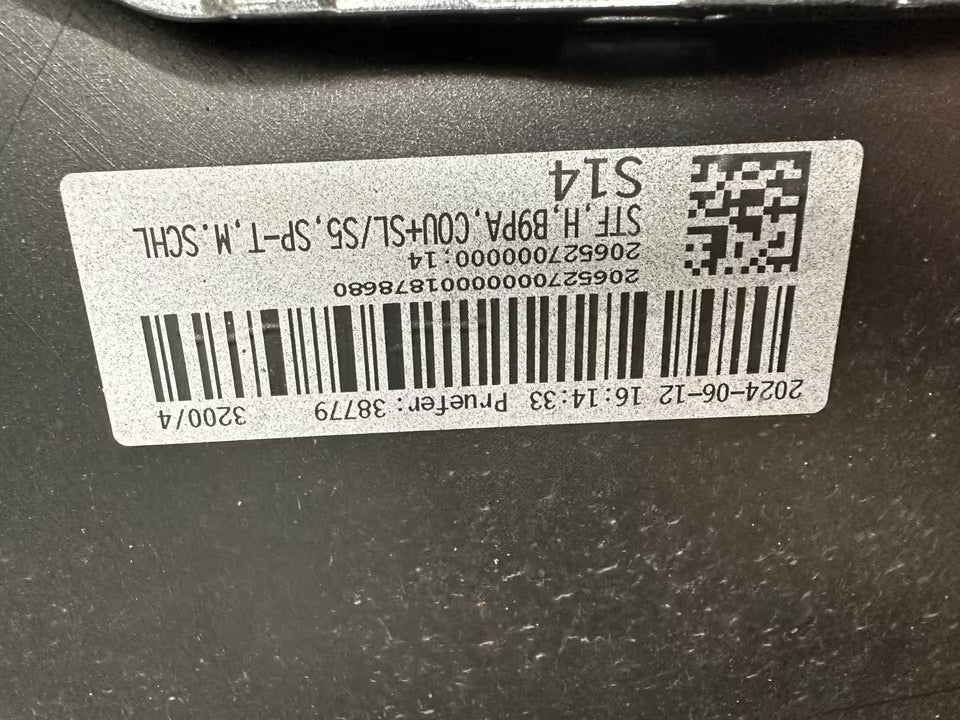 2024-06-12 16:14:33 Pruefer: 38779 3200/4
2065270000001878680
206527000000:14
STF,H,B9PA,COU+SL/S5,SP-T,M.SCHL
S14